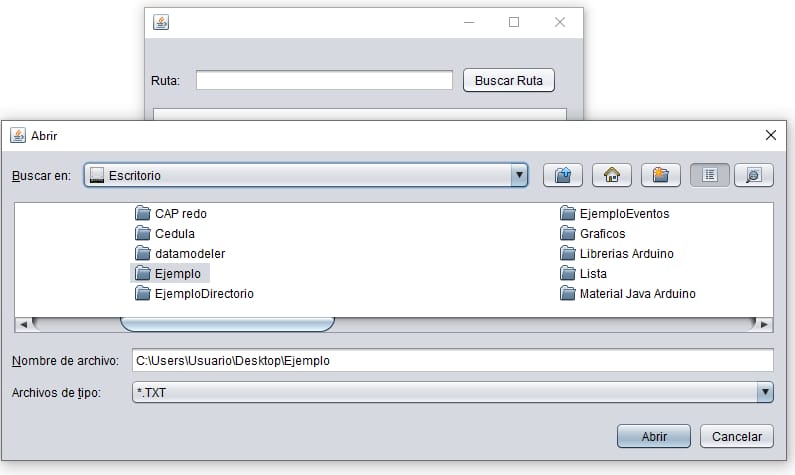 Ruta:
Buscar Ruta
Abrir
Buscar en:
Escritorio
CAP redo
Cedula
datamodeler
Ejemplo
EjemploDirectorio
EjemploEventos
Graficos
Librerias Arduino
Lista
Material Java Arduino
Nombre de archivo:
C:\Users\Usuario\Desktop\Ejemplo
Archivos de tipo:
*.TXT
Abrir
Cancelar